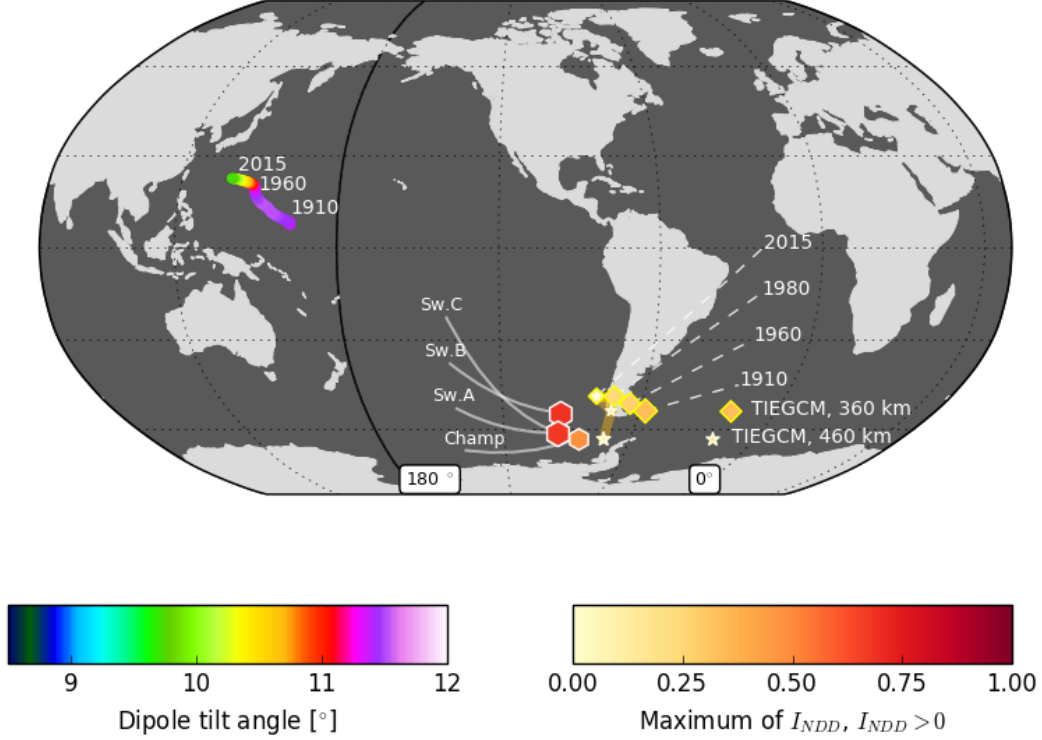 2015
1960
1910
2015
1980
1960
1910
Sw.C
Sw.B
Sw.A
Champ
TIEGCM, 360 km
TIEGCM, 460 km
180 °
0°
9 10 11 12
Dipole tilt angle [°]
0.00 0.25 0.50 0.75 1.00
Maximum of I_NDD, I_NDD > 0